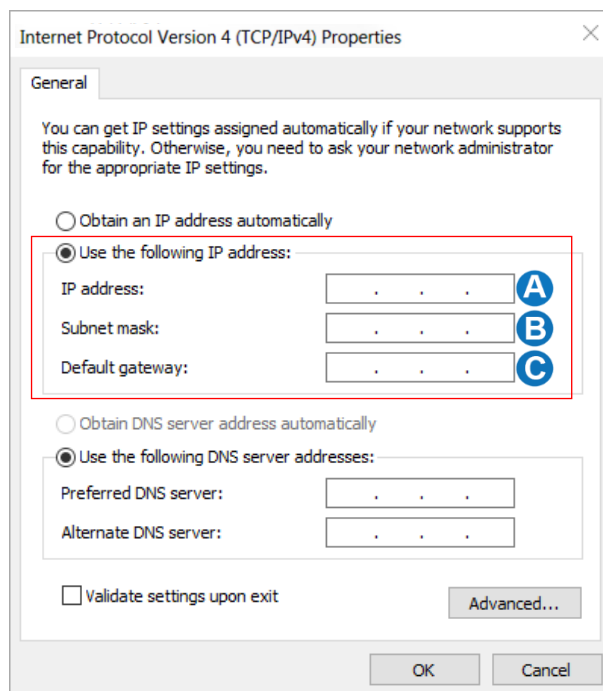 Internet Protocol Version 4 (TCP/IPv4) Properties
General
You can get IP settings assigned automatically if your network supports
this capability. Otherwise, you need to ask your network administrator
for the appropriate IP settings.
Obtain an IP address automatically
Use the following IP address:
IP address: . . . A
Subnet mask: . . . B
Default gateway: . . . C
Obtain DNS server address automatically
Use the following DNS server addresses:
Preferred DNS server: . . .
Alternate DNS server: . . .
Validate settings upon exit
Advanced...
OK Cancel